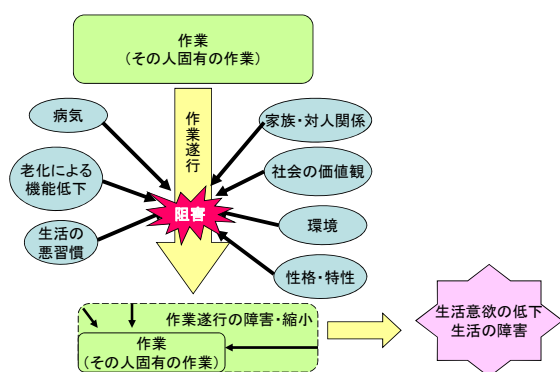 作業
(その人固有の作業)
病気
作業遂行
家族・対人関係
老化による
機能低下
社会の価値観
阻害
生活の
悪習慣
環境
性格・特性
作業遂行の障害・縮小
作業
(その人固有の作業)
生活意欲の低下
生活の障害